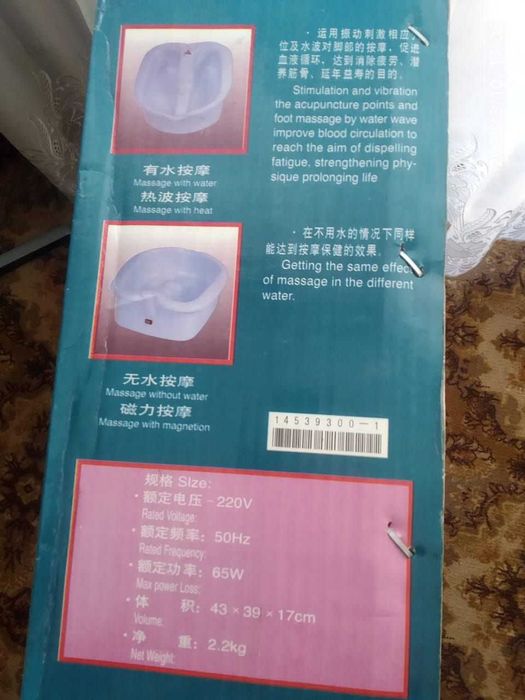 · 运用振动刺激相应
位及水波对脚部的按摩，促进
血液循环，达到消除疲劳、潜
养筋骨、延年益寿的目的。
Stimulation and vibration
the acupuncture points and
foot massage by water wave
improve blood circulation to
reach the aim of dispelling
fatigue, strengthening phy-
sique prolonging life
有水按摩
Massage with water
热波按摩
Massage with heat
· 在不用水的情况下同样
能达到按摩保健的效果。
Getting the same effect
of massage in the different
water.
无水按摩
Massage without water
磁力按摩
Massage with magnetion
14539300-1
规格 Size:
· 额定电压-220V
Rated Voltage:
· 额定频率：50Hz
Rated Frequency:
· 额定功率：65W
Max power Loss:
· 体 积：43×39×17cm
Volume:
· 净 重：2.2kg
Net Weight: